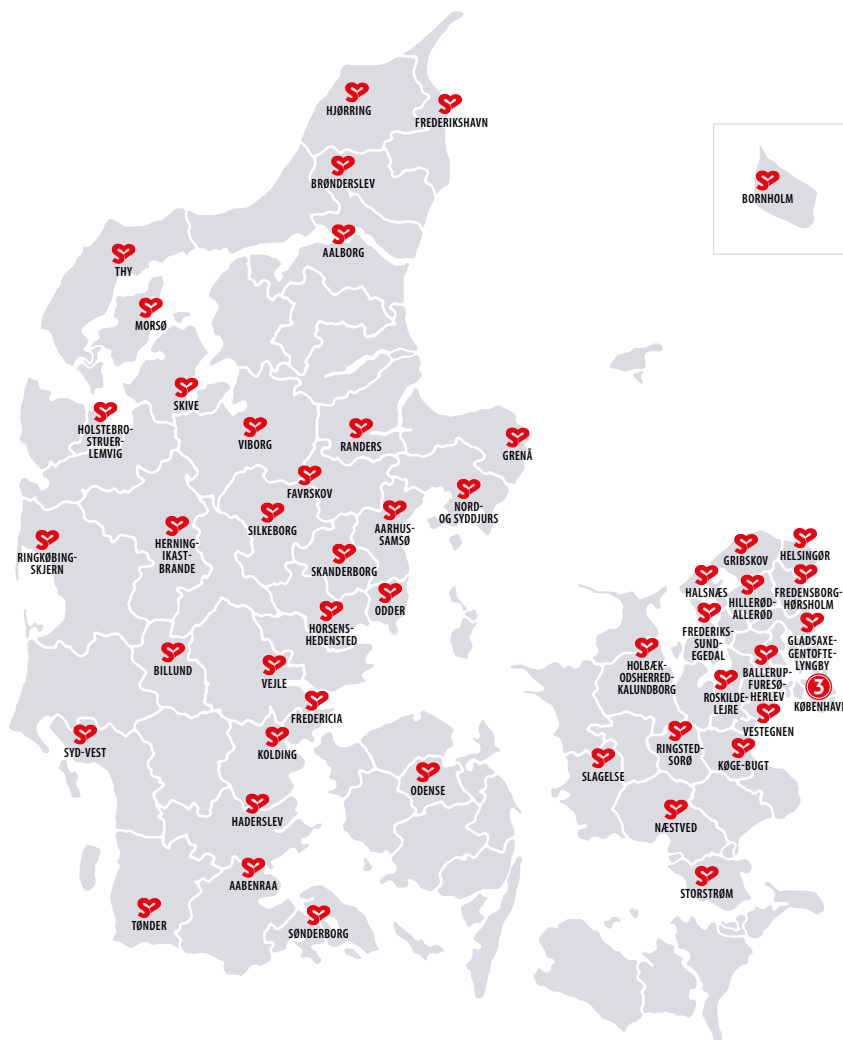 HJØRRING
FREDERIKSHAVN
BRØNDERSLEV
BORNHOLM
AALBORG
THY
MORSØ
SKIVE
HOLSTEBRO-
STRUER-
LEMVIG
VIBORG
RANDERS
GRENÅ
FAVRSKOV
NORD-
OG SYDDJURS
SILKEBORG
AARHUS-
SAMSØ
HERNING-
IKAST-
BRANDE
RINGKØBING-
SKJERN
SKANDERBORG
ODDER
HORSENS-
HEDENSTED
GRIBSKOV
HELSINGØR
HALSNÆS
HILLERØD-
ALLERØD
FREDENSBORG-
HØRSHOLM
FREDERIKS-
SUND-
EGEDAL
GLADSAXE-
GENTOFTE-
LYNGBY
HOLBÆK-
ODSHERRED-
KALUNDBORG
BALLERUP-
FURESØ-
HERLEV
ROSKILDE-
LEJRE
3
KØBENHAVN
BILLUND
VEJLE
FREDERICIA
VESTEGNEN
SYD-VEST
KOLDING
RINGSTED-
SORØ
KØGE-BUGT
SLAGELSE
ODENSE
HADERSLEV
NÆSTVED
AABENRAA
STORSTRØM
TØNDER
SØNDERBORG